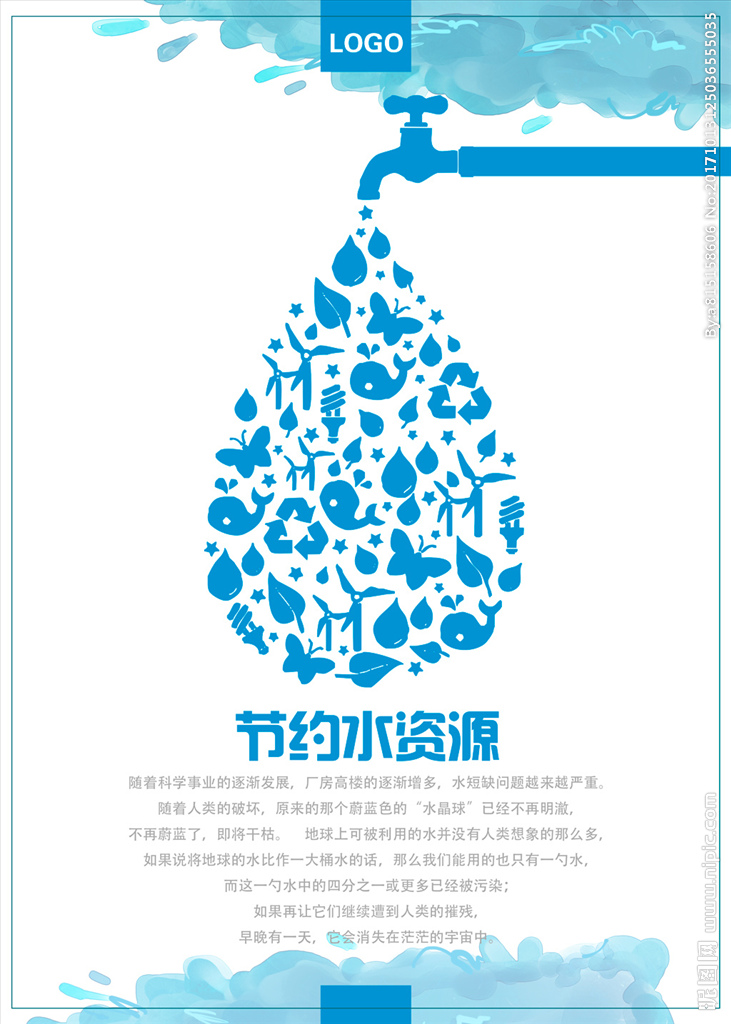 LOGO
By:a815158606 No:20171013125036555035
节约水资源
随着科学事业的逐渐发展，厂房高楼的逐渐增多，水短缺问题越来越严重。
随着人类的破坏，原来的那个蔚蓝色的“水晶球”已经不再明澈，
不再蔚蓝了，即将干枯。 地球上可被利用的水并没有人类想象的那么多，
如果说将地球的水比作一大桶水的话，那么我们能用的也只有一勺水，
而这一勺水中的四分之一或更多已经被污染；
如果再让它们继续遭到人类的摧残，
早晚有一天，它会消失在茫茫的宇宙中。
昵图网 www.nipic.com